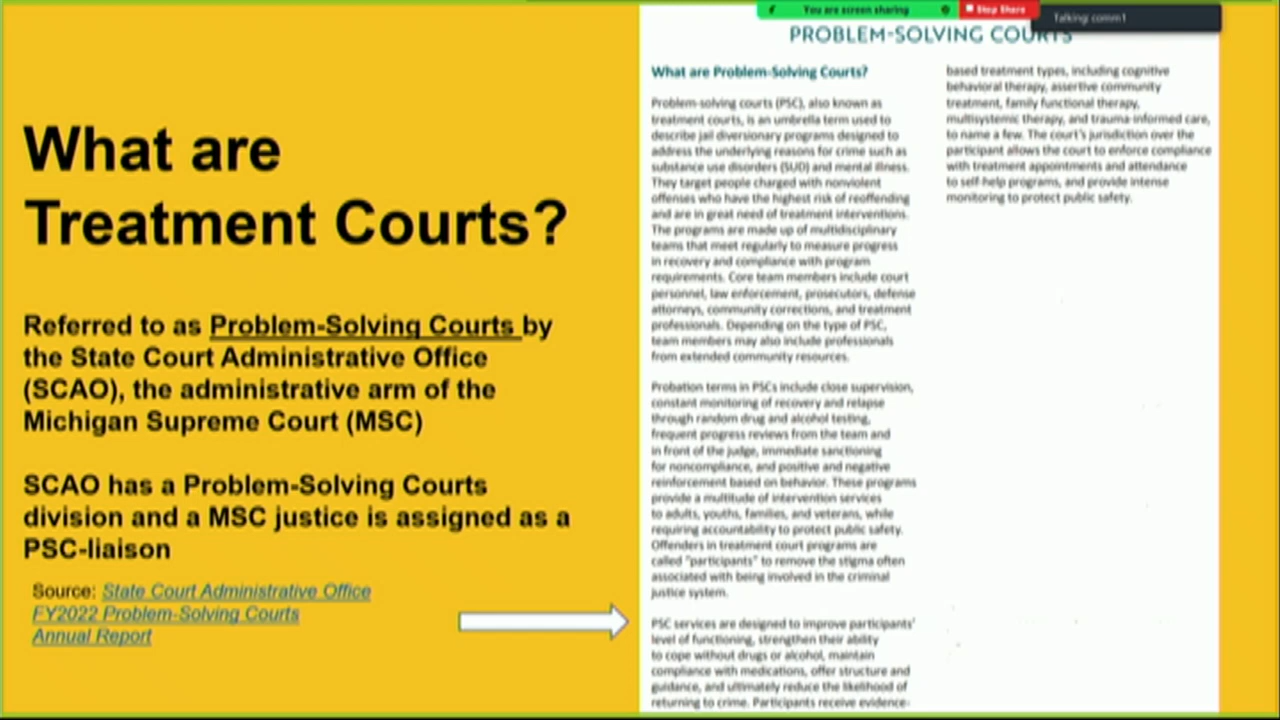 You are screen sharing
Stop Share
Talking: comm1
What are
Treatment Courts?
Referred to as Problem-Solving Courts by
the State Court Administrative Office
(SCAO), the administrative arm of the
Michigan Supreme Court (MSC)
SCAO has a Problem-Solving Courts
division and a MSC justice is assigned as a
PSC-liaison
Source: State Court Administrative Office
FY2022 Problem-Solving Courts
Annual Report
PROBLEM-SOLVING COURTS
What are Problem-Solving Courts?
Problem-solving courts (PSC), also known as
treatment courts, is an umbrella term used to
describe jail diversionary programs designed to
address the underlying reasons for crime such as
substance use disorders (SUD) and mental illness.
They target people charged with nonviolent
offenses who have the highest risk of reoffending
and are in great need of treatment interventions.
The programs are made up of multidisciplinary
teams that meet regularly to measure progress
in recovery and compliance with program
requirements. Core team members include court
personnel, law enforcement, prosecutors, defense
attorneys, community corrections, and treatment
professionals. Depending on the type of PSC,
team members may also include professionals
from extended community resources.
Probation terms in PSCs include close supervision,
constant monitoring of recovery and relapse
through random drug and alcohol testing,
frequent progress reviews from the team and
in front of the judge, immediate sanctioning
for noncompliance, and positive and negative
reinforcement based on behavior. These programs
provide a multitude of intervention services
to adults, youths, families, and veterans, while
requiring accountability to protect public safety.
Offenders in treatment court programs are
called "participants" to remove the stigma often
associated with being involved in the criminal
justice system.
PSC services are designed to improve participants'
level of functioning, strengthen their ability
to cope without drugs or alcohol, maintain
compliance with medications, offer structure and
guidance, and ultimately reduce the likelihood of
returning to crime. Participants receive evidence-
based treatment types, including cognitive
behavioral therapy, assertive community
treatment, family functional therapy,
multisystemic therapy, and trauma-informed care,
to name a few. The court's jurisdiction over the
participant allows the court to enforce compliance
with treatment appointments and attendance
to self-help programs, and provide intense
monitoring to protect public safety.